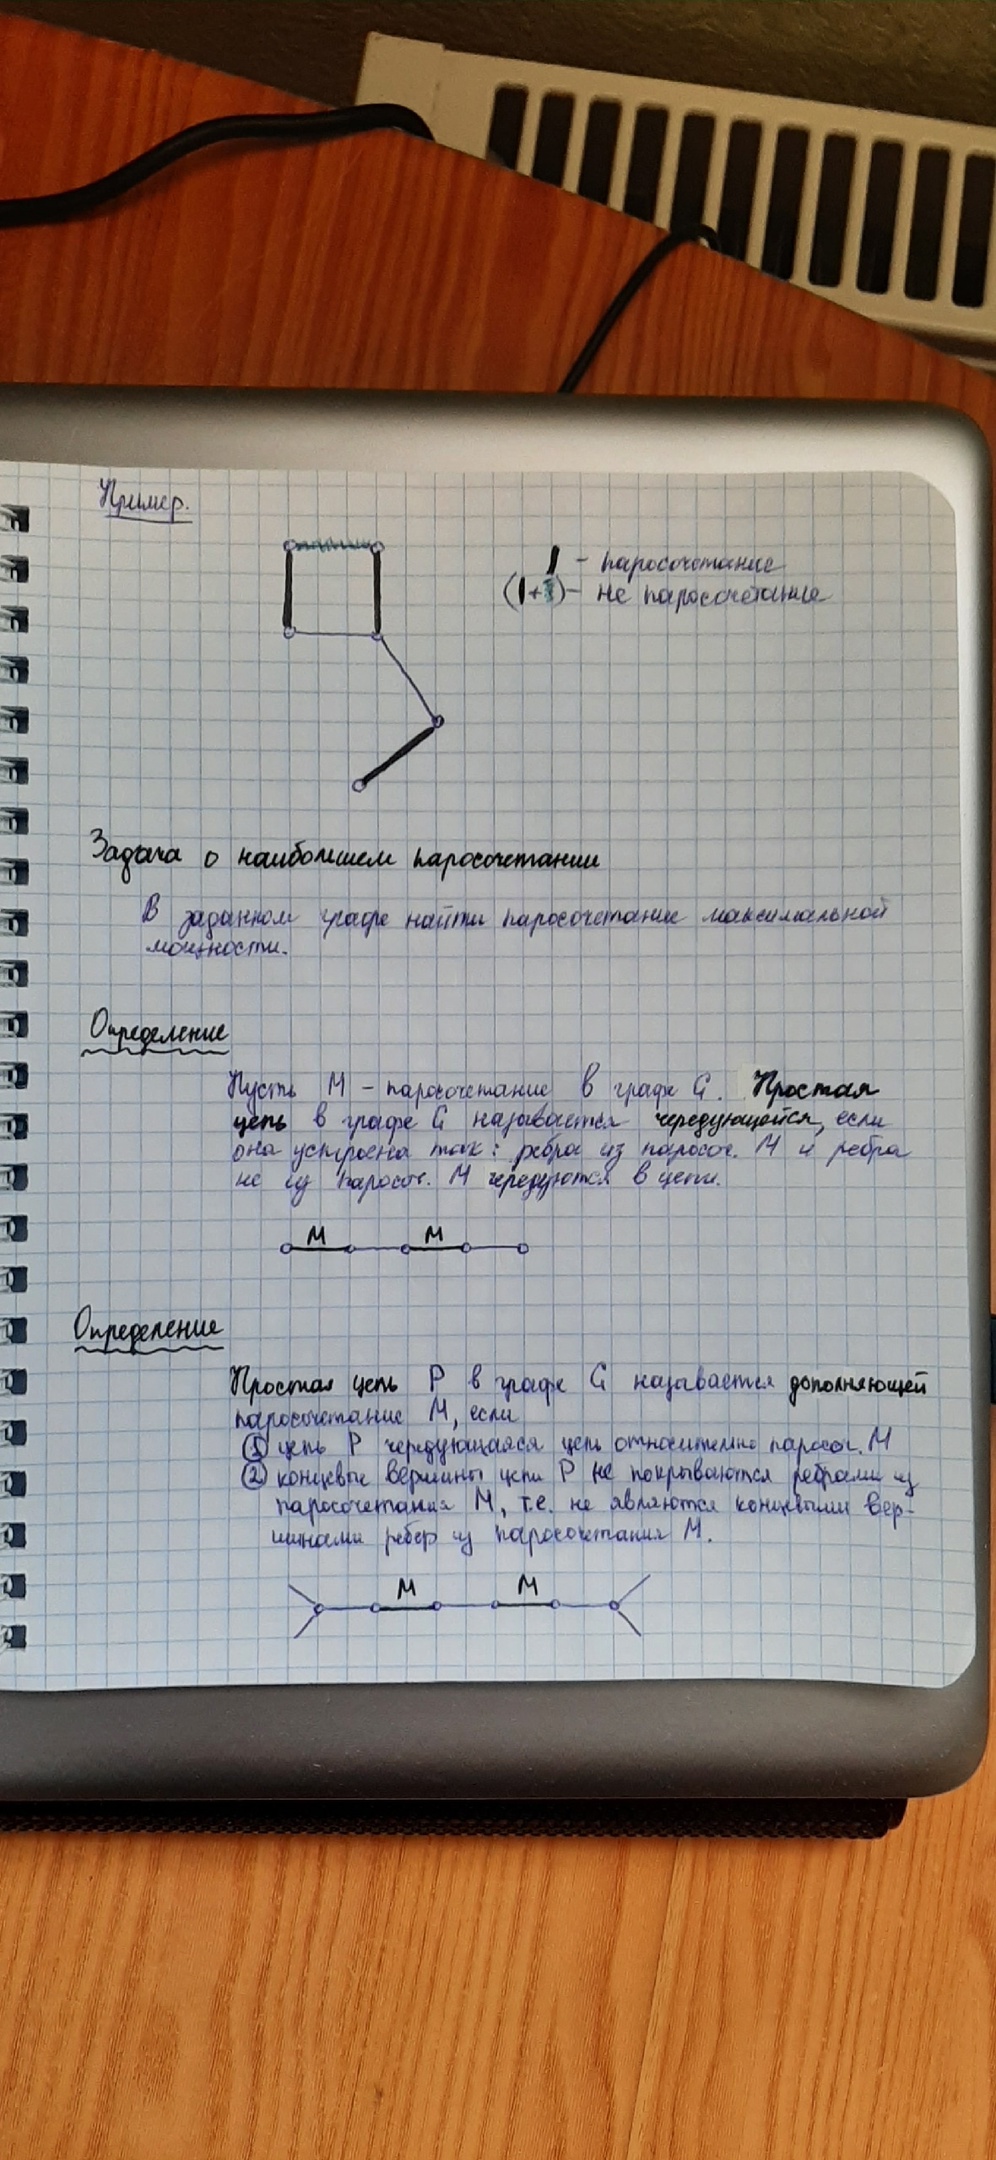 Пример.
- паросочетание
( + ) - не паросочетание
Задача о наибольшем паросочетании
В заданном графе найти паросочетание максимальной
мощности.
Определение
Пусть M - паросочетание в графе G. Простая
цепь в графе G называется чередующейся, если
она устроена так: ребра из паросоч. M и ребра
не из паросоч. M чередуются в цепи.
M M
Определение
Простая цепь P в графе G называется дополняющей
паросочетание M, если
① цепь P чередующаяся цепь относительно паросоч. M
② концевые вершины цепи P не покрываются ребрами из
паросочетания M, т.е. не являются концевыми вер-
шинами ребер из паросочетания M.
M M